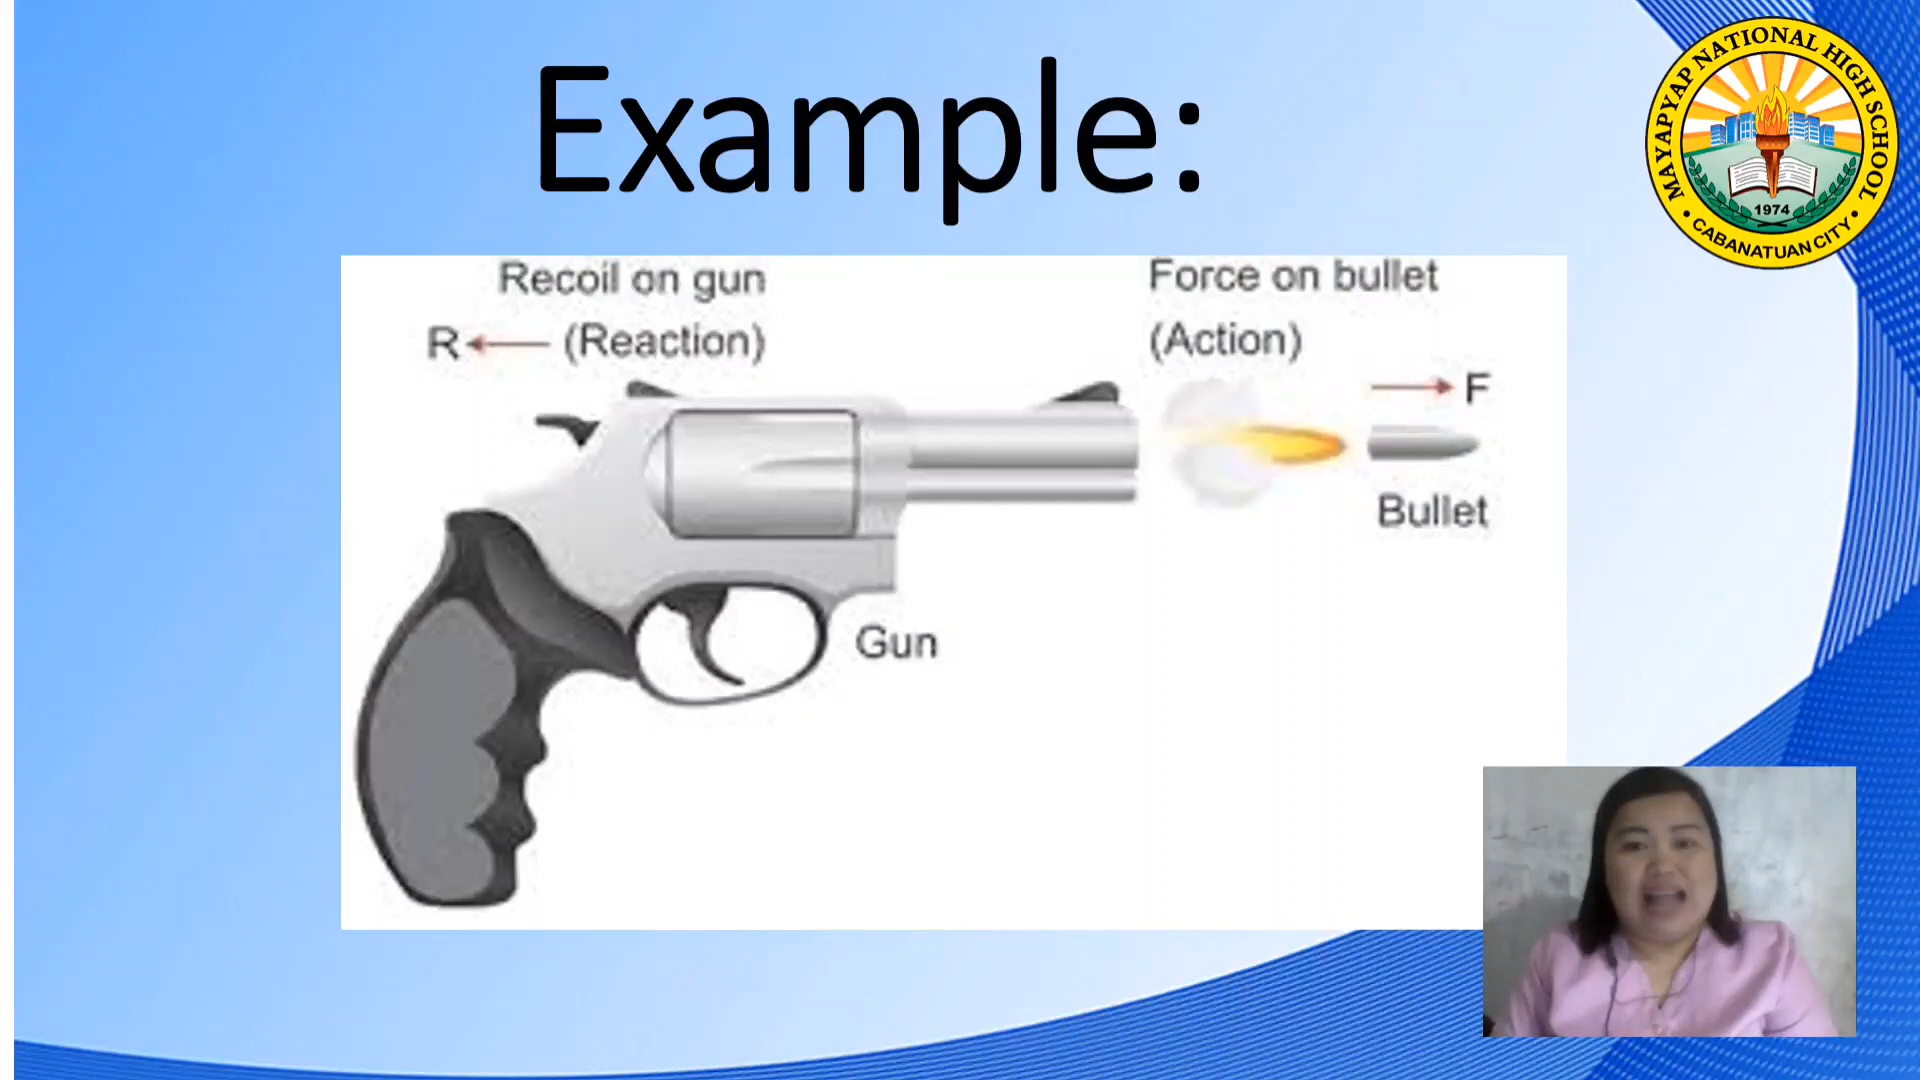 Example:
MAYAPYAP NATIONAL HIGH SCHOOL
1974
• CABANATUAN CITY •
Recoil on gun
R (Reaction)
Force on bullet
(Action)
F
Bullet
Gun